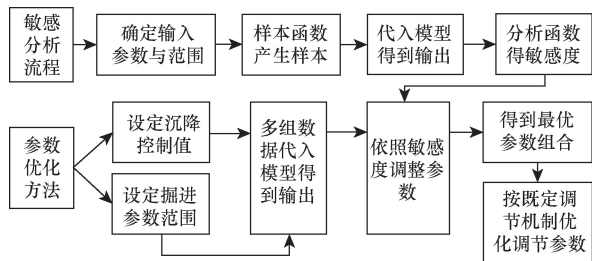 敏感
分析
流程
确定输入
参数与范围
样本函数
产生样本
代入模型
得到输出
分析函数
得敏感度
参数
优化
方法
设定沉降
控制值
设定掘进
参数范围
多组数
据代入
模型得
到输出
依照敏感
度调整参
数
得到最优
参数组合
按既定调
节机制优
化调节参数